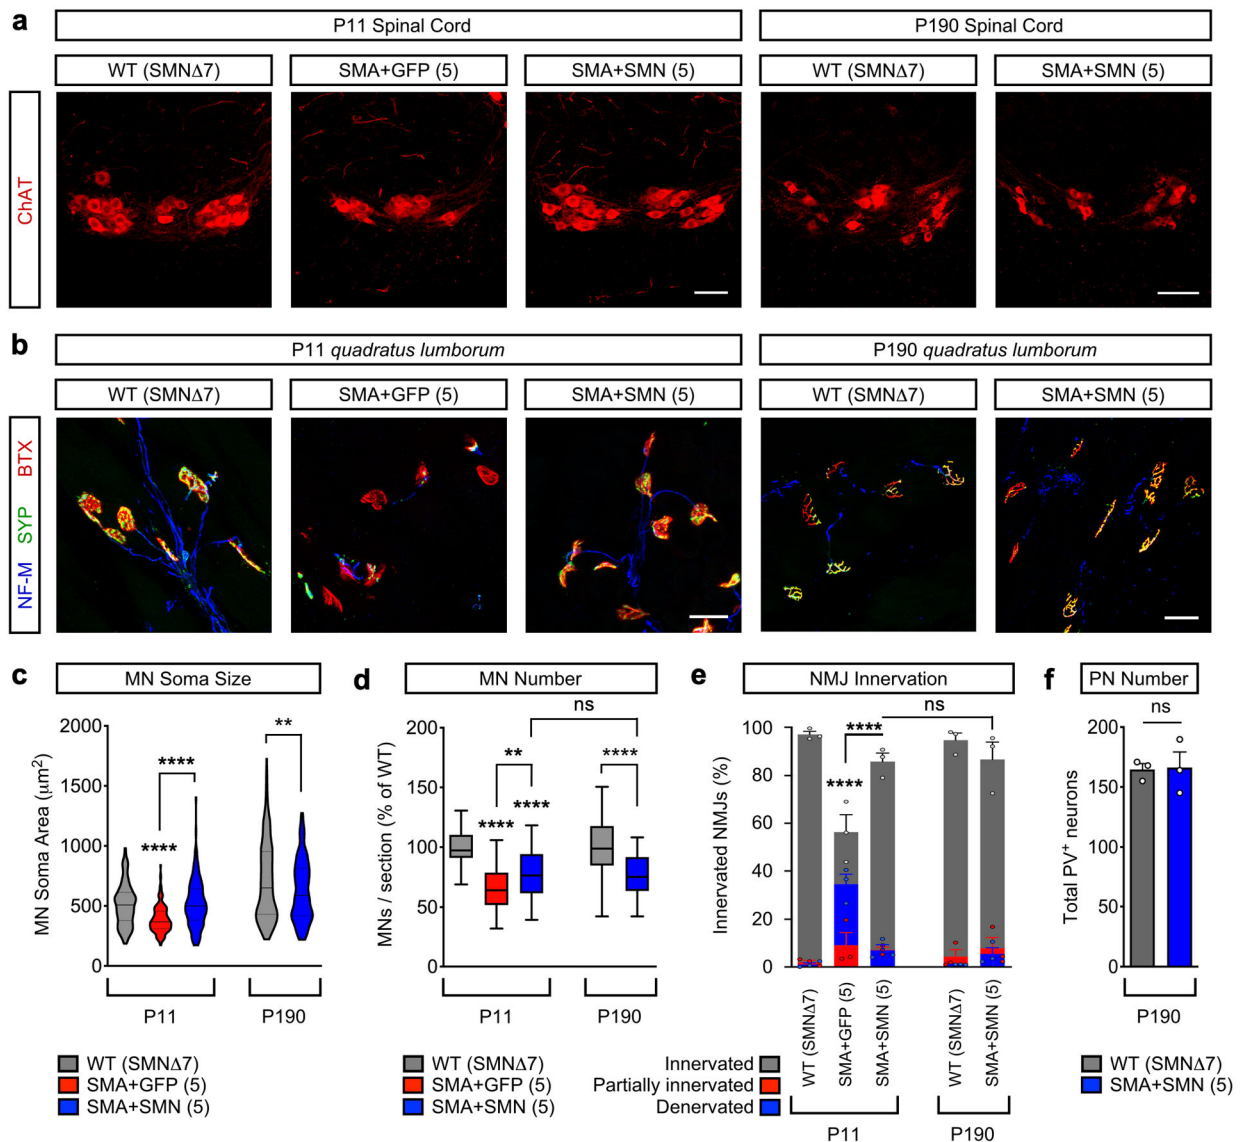 a
P11 Spinal Cord
P190 Spinal Cord
WT (SMNΔ7)
SMA+GFP (5)
SMA+SMN (5)
WT (SMNΔ7)
SMA+SMN (5)
ChAT
b
P11 quadratus lumborum
P190 quadratus lumborum
WT (SMNΔ7)
SMA+GFP (5)
SMA+SMN (5)
WT (SMNΔ7)
SMA+SMN (5)
NF-M SYP BTX
c
MN Soma Size
MN Soma Area (μm2)
2000
1500
1000
500
0
****
****
**
P11
P190
WT (SMNΔ7)
SMA+GFP (5)
SMA+SMN (5)
d
MN Number
MNs / section (% of WT)
200
150
100
50
0
ns
**
****
****
****
P11
P190
WT (SMNΔ7)
SMA+GFP (5)
SMA+SMN (5)
e
NMJ Innervation
Innervated NMJs (%)
100
80
60
40
20
0
ns
****
****
WT (SMNΔ7)
SMA+GFP (5)
SMA+SMN (5)
WT (SMNΔ7)
SMA+SMN (5)
Innervated
Partially innervated
Denervated
P11
P190
f
PN Number
Total PV+ neurons
200
150
100
50
0
ns
P190
WT (SMNΔ7)
SMA+SMN (5)